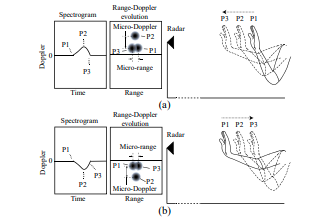 Spectrogram
Range-Doppler
evolution
Micro-Doppler
P2
P1
P2
P3 P1
Doppler
0
P3
Micro-range
Time
Range
Radar
P3 P2 P1
(a)
Spectrogram
Range-Doppler
evolution
Micro-range
Doppler
0
P1
P3
P2
P1
P3
P2
Micro-Doppler
Time
Range
Radar
P1 P2 P3
(b)